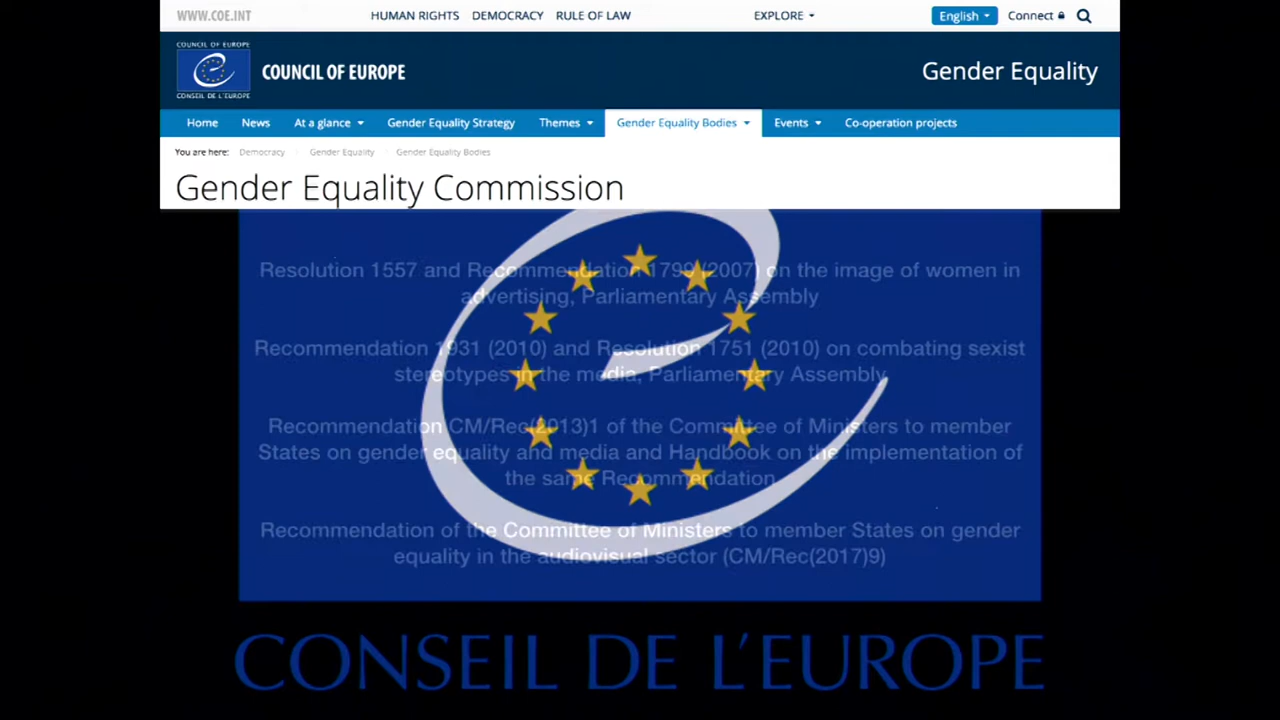 WWW.COE.INT HUMAN RIGHTS DEMOCRACY RULE OF LAW EXPLORE English Connect
COUNCIL OF EUROPE
COUNCIL OF EUROPE Gender Equality
CONSEIL DE L'EUROPE
Home News At a glance Gender Equality Strategy Themes Gender Equality Bodies Events Co-operation projects
You are here: Democracy Gender Equality Gender Equality Bodies
Gender Equality Commission
Resolution 1557 and Recommendation 1799 (2007) on the image of women in
advertising, Parliamentary Assembly
Recommendation 1931 (2010) and Resolution 1751 (2010) on combating sexist
stereotypes in the media, Parliamentary Assembly
Recommendation CM/Rec(2013)1 of the Committee of Ministers to member
States on gender equality and media and Handbook on the implementation of
the same Recommendation
Recommendation of the Committee of Ministers to member States on gender
equality in the audiovisual sector (CM/Rec(2017)9)
CONSEIL DE L'EUROPE